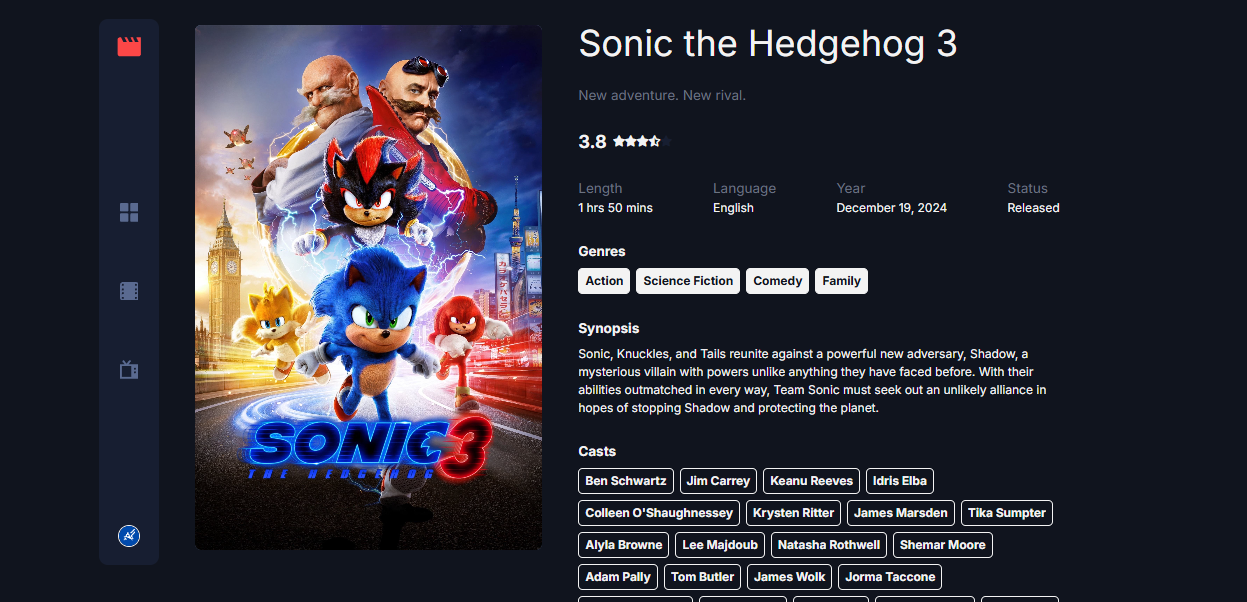 Sonic the Hedgehog 3
New adventure. New rival.
3.8
Length Language Year Status
1 hrs 50 mins English December 19, 2024 Released
Genres
Action Science Fiction Comedy Family
Synopsis
Sonic, Knuckles, and Tails reunite against a powerful new adversary, Shadow, a
mysterious villain with powers unlike anything they have faced before. With their
abilities outmatched in every way, Team Sonic must seek out an unlikely alliance in
hopes of stopping Shadow and protecting the planet.
Casts
Ben Schwartz Jim Carrey Keanu Reeves Idris Elba
Colleen O'Shaughnessey Krysten Ritter James Marsden Tika Sumpter
Alyla Browne Lee Majdoub Natasha Rothwell Shemar Moore
Adam Pally Tom Butler James Wolk Jorma Taccone
SONIC 3
THE HEDGEHOG